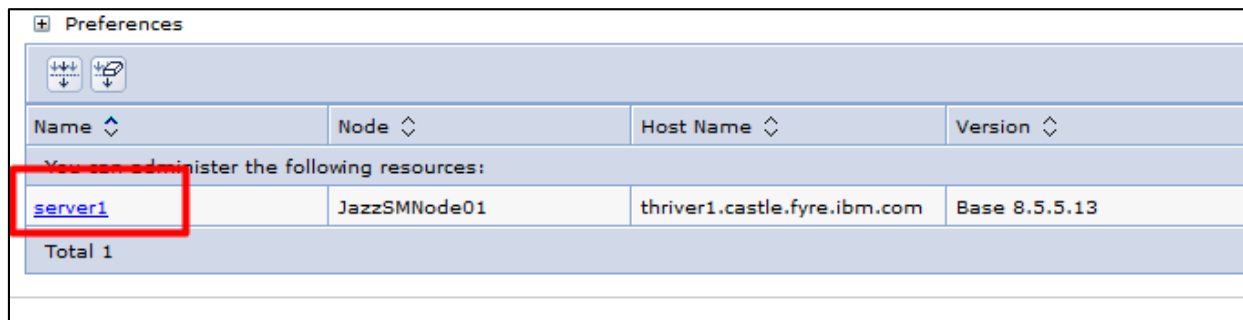 Preferences
Name Node Host Name Version
You can administer the following resources:
server1 JazzSMNode01 thriver1.castle.fyre.ibm.com Base 8.5.5.13
Total 1